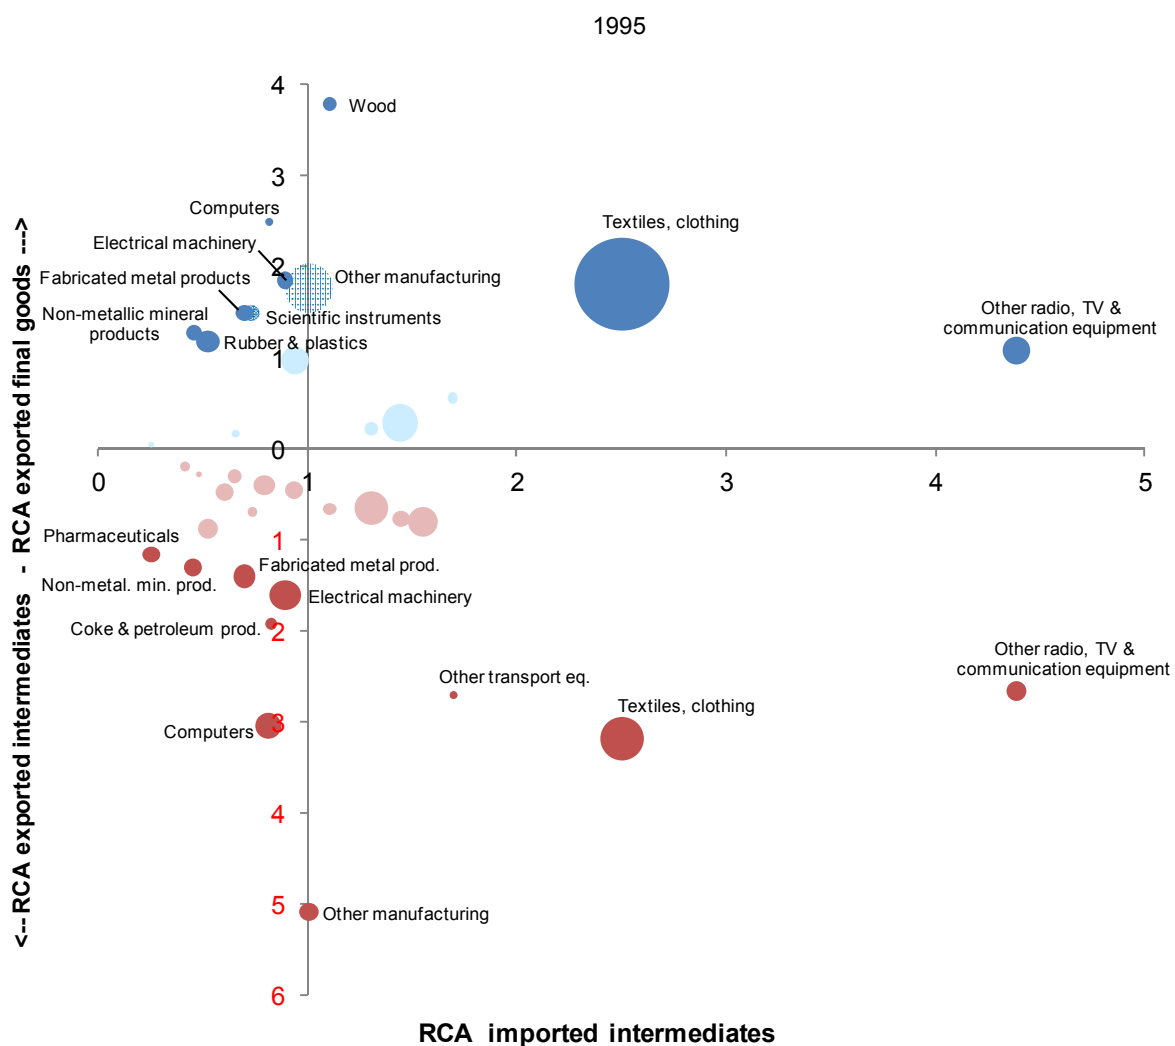 1995
4
Wood
3
Computers
Textiles, clothing
Electrical machinery
2
Fabricated metal products
Other manufacturing
Other radio, TV &
communication equipment
Non-metallic mineral
products
Scientific instruments
Rubber & plastics
1
0
0
1
2
3
4
5
Pharmaceuticals
1
Fabricated metal prod.
Non-metal. min. prod.
Electrical machinery
Coke & petroleum prod.
2
Other radio, TV &
communication equipment
Other transport eq.
Textiles, clothing
3
Computers
4
5
Other manufacturing
6
<-- RCA exported intermediates - RCA exported final goods --->
RCA imported intermediates